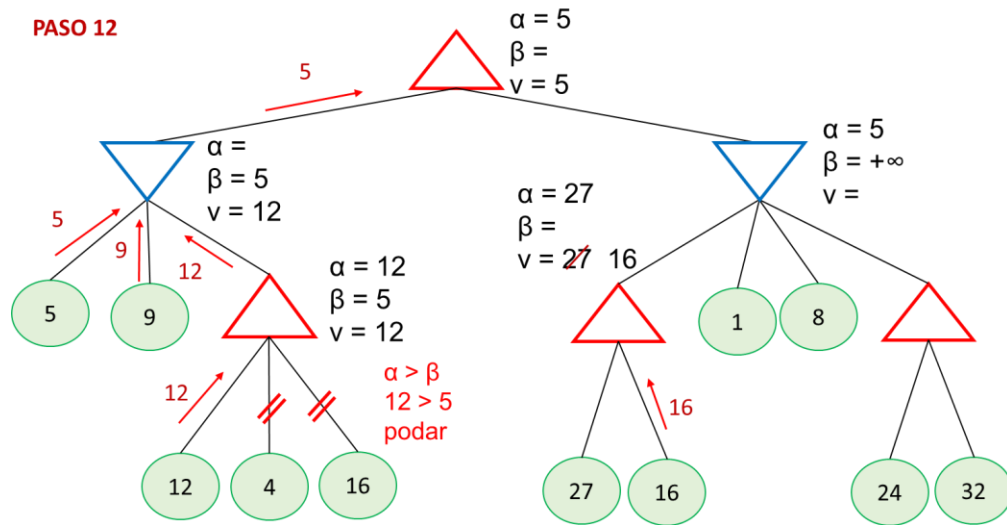 PASO 12
α = 5
β =
v = 5
5
α =
β = 5
v = 12
α = 5
β = +∞
v =
α = 27
β =
v = 27 16
5
9
12
α = 12
β = 5
v = 12
5
9
1
8
α > β
12 > 5
podar
12
16
12
4
16
27
16
24
32